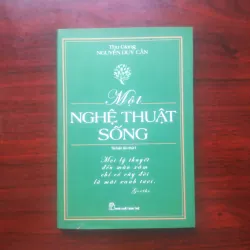 Thu Giang
NGUYỄN DUY CẦN
Một
NGHỆ THUẬT
SỐNG
Mọi lý thuyết
đều màu xám
chỉ có cây đời
là mãi xanh tươi.
Goethe